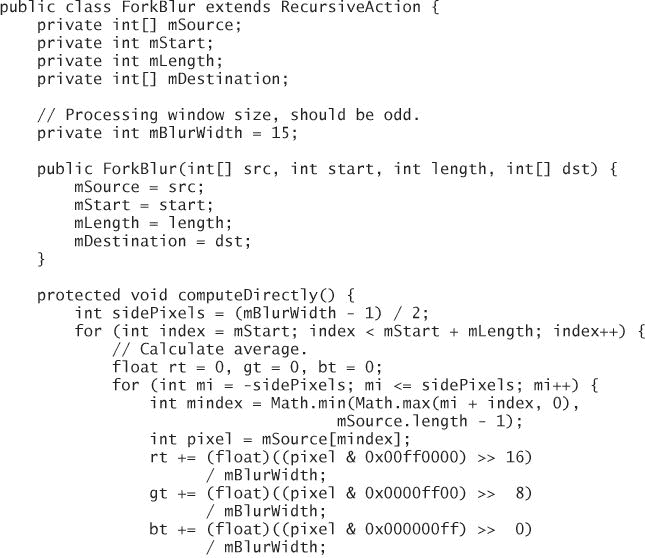 public class ForkBlur extends RecursiveAction {
    private int[] mSource;
    private int mStart;
    private int mLength;
    private int[] mDestination;

    // Processing window size, should be odd.
    private int mBlurWidth = 15;

    public ForkBlur(int[] src, int start, int length, int[] dst) {
        mSource = src;
        mStart = start;
        mLength = length;
        mDestination = dst;
    }

    protected void computeDirectly() {
        int sidePixels = (mBlurWidth - 1) / 2;
        for (int index = mStart; index < mStart + mLength; index++) {
            // Calculate average.
            float rt = 0, gt = 0, bt = 0;
            for (int mi = -sidePixels; mi <= sidePixels; mi++) {
                int mindex = Math.min(Math.max(mi + index, 0),
                                    mSource.length - 1);
                int pixel = mSource[mindex];
                rt += (float)((pixel & 0x00ff0000) >> 16)
                      / mBlurWidth;
                gt += (float)((pixel & 0x0000ff00) >>  8)
                      / mBlurWidth;
                bt += (float)((pixel & 0x000000ff) >>  0)
                      / mBlurWidth;